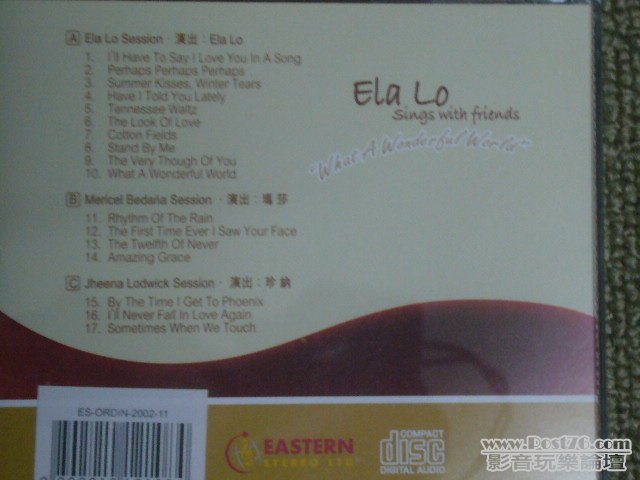 A Ela Lo Session · 演出 : Ela Lo
1. I'll Have To Say I Love You In A Song
2. Perhaps Perhaps Perhaps
3. Summer Kisses, Winter Tears
4. Have I Told You Lately
5. Tennessee Waltz
6. The Look Of Love
7. Cotton Fields
8. Stand By Me
9. The Very Though Of You
10. What A Wonderful World
B Mericel Bedaña Session · 演出 : 瑪莎
11. Rhythm Of The Rain
12. The First Time Ever I Saw Your Face
13. The Twelfth Of Never
14. Amazing Grace
C Jheena Lodwick Session · 演出 : 珍納
15. By The Time I Get To Phoenix
16. I'll Never Fall In Love Again
17. Sometimes When We Touch
Ela Lo
Sings with friends
"What A Wonderful World"
ES-ORDIN-2002-11
EASTERN
STEREO LTD
COMPACT
disc
DIGITAL AUDIO
www.Post76.com
影音玩樂論壇